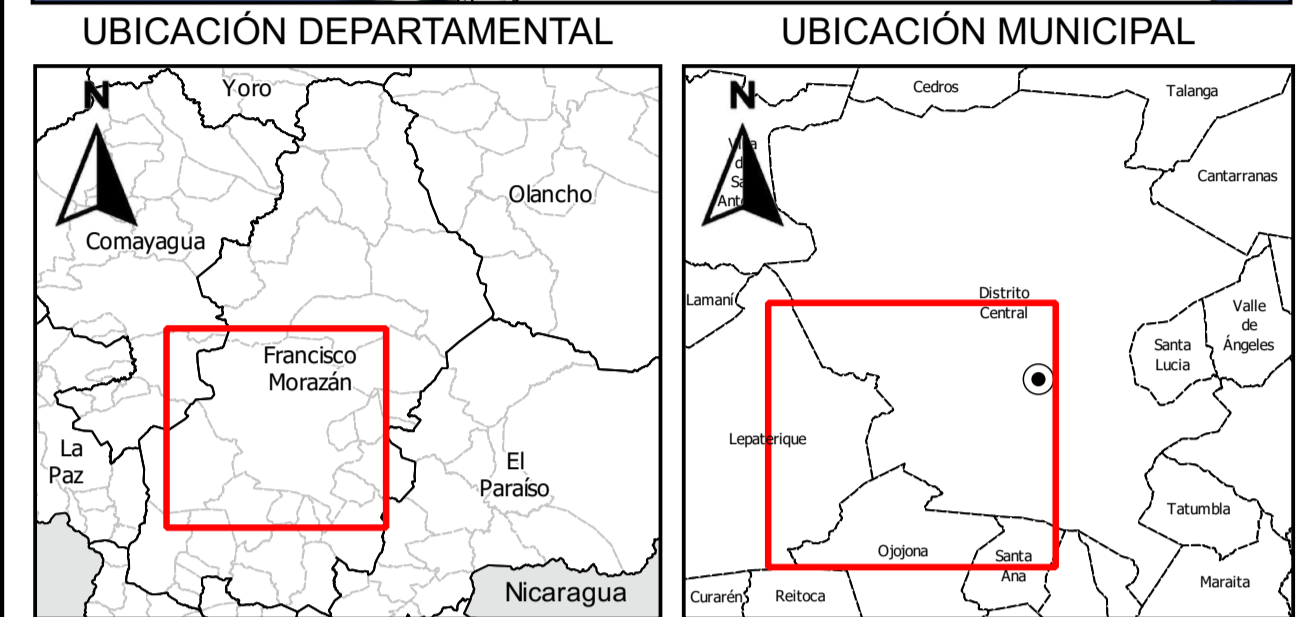 UBICACIÓN DEPARTAMENTAL
N
Yoro
Olancho
Comayagua
Francisco
Morazán
La
Paz
El
Paraíso
Nicaragua
UBICACIÓN MUNICIPAL
N
Cedros
Talanga
Cantarranas
Lamaní
Distrito
Central
Valle
de
Ángeles
Santa
Lucia
Lepaterique
Tatumbla
Ojojona
Santa
Ana
Maraita
Curarén
Reitoca